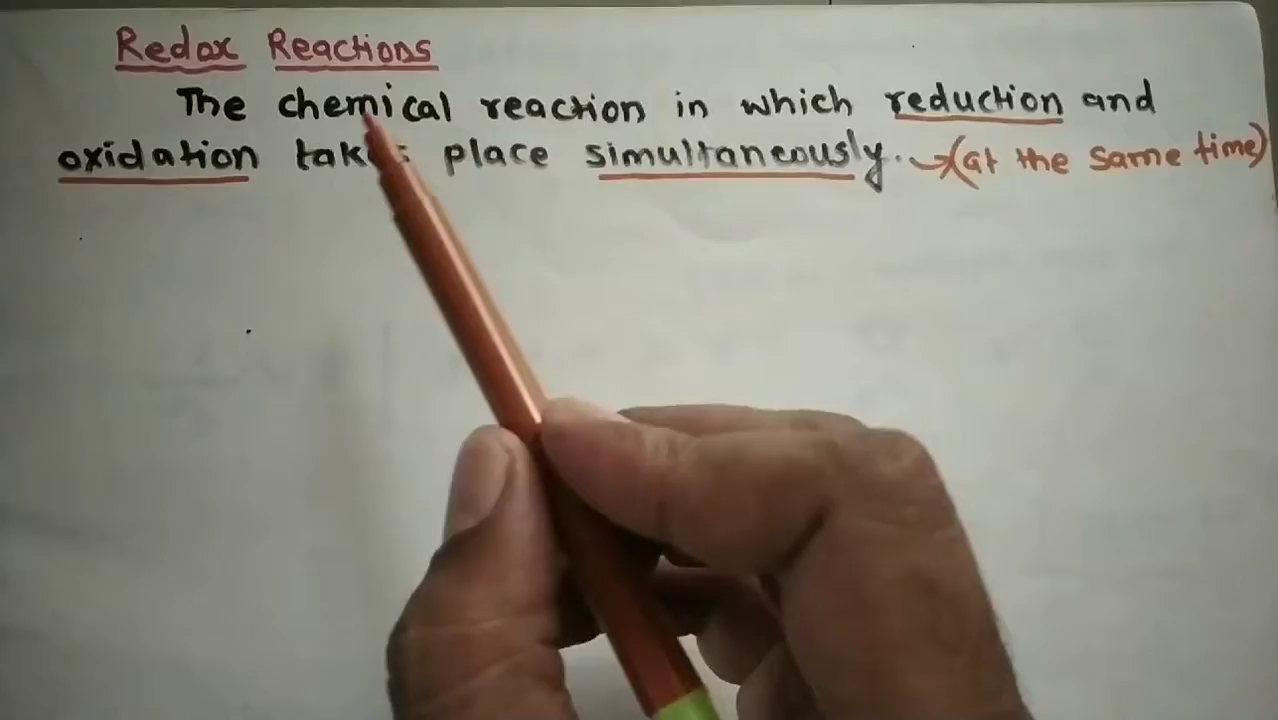 Redox Reactions
The chemical reaction in which reduction and
oxidation place simultaneously. (at the same time)